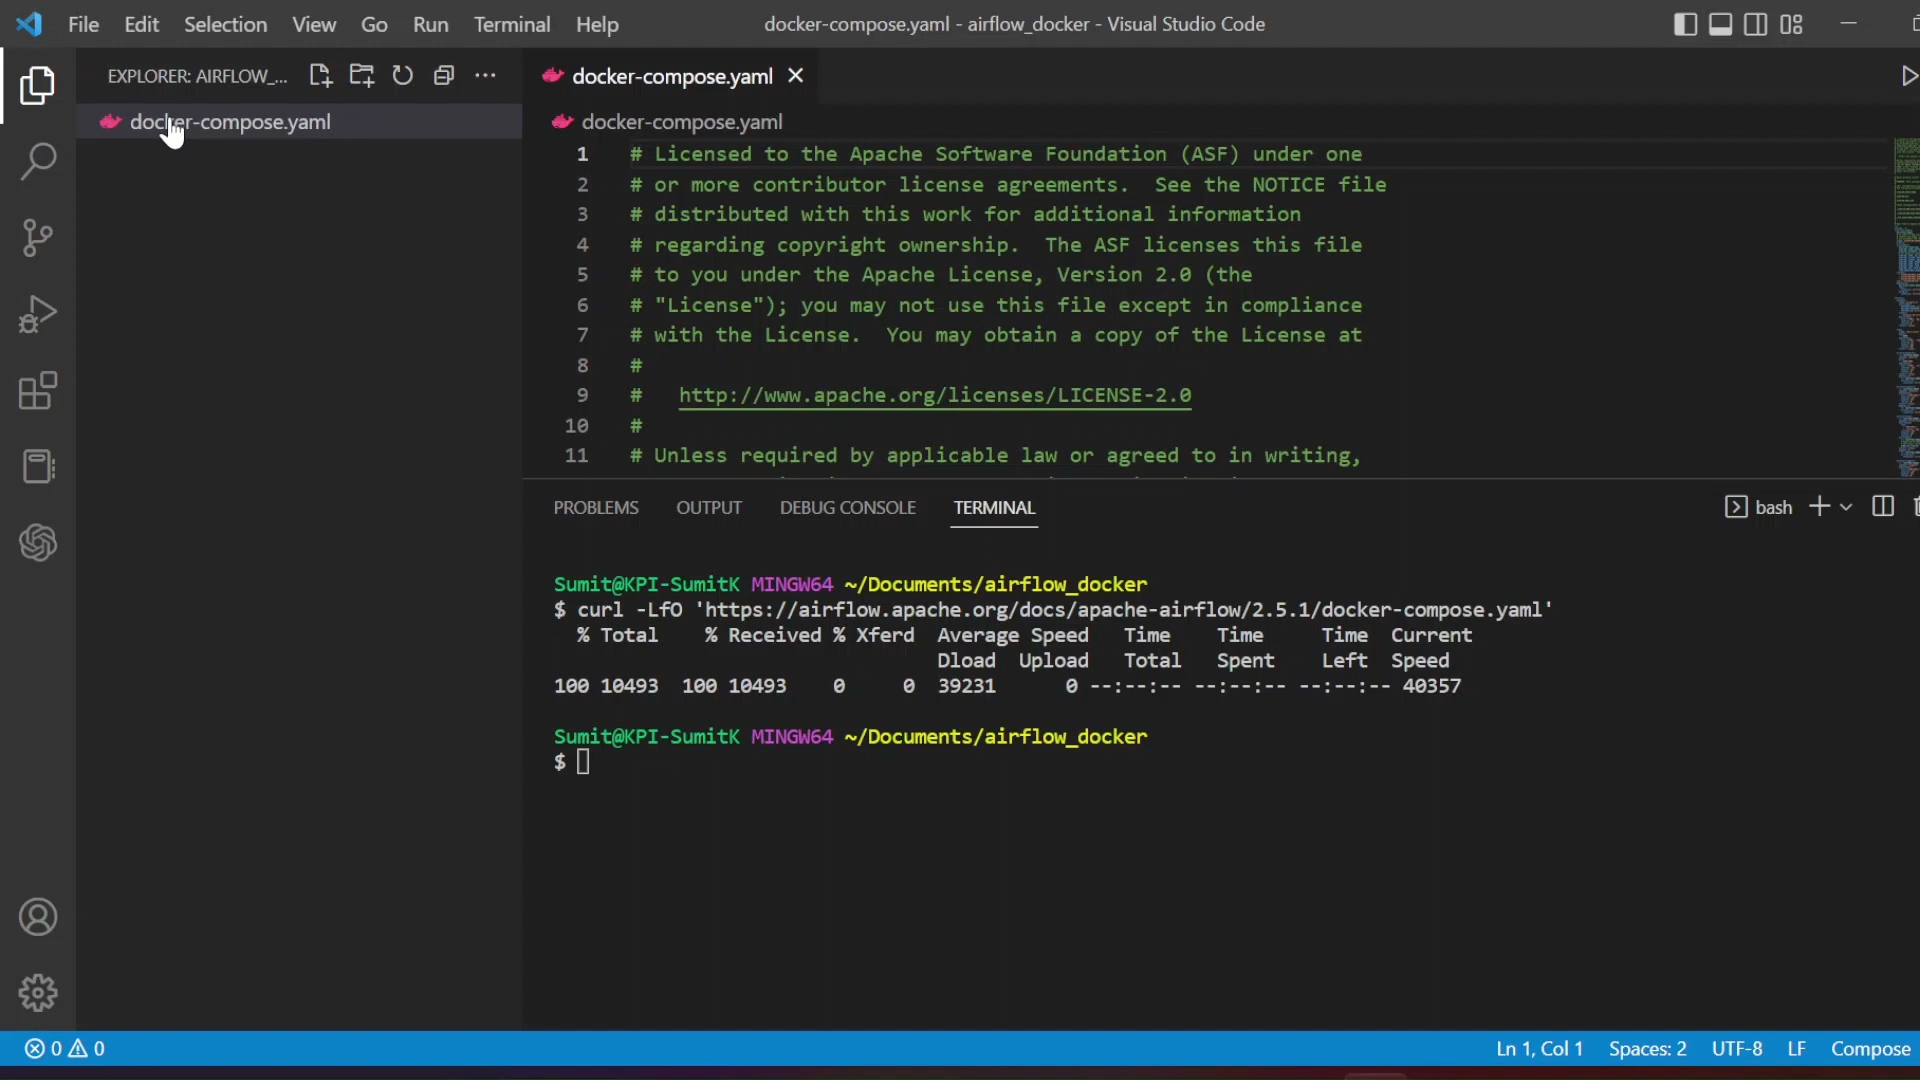 File Edit Selection View Go Run Terminal Help docker-compose.yaml - airflow_docker - Visual Studio Code
EXPLORER: AIRFLOW_...
docker-compose.yaml
docker-compose.yaml
docker-compose.yaml
1 # Licensed to the Apache Software Foundation (ASF) under one
2 # or more contributor license agreements.  See the NOTICE file
3 # distributed with this work for additional information
4 # regarding copyright ownership.  The ASF licenses this file
5 # to you under the Apache License, Version 2.0 (the
6 # "License"); you may not use this file except in compliance
7 # with the License.  You may obtain a copy of the License at
8 #
9 #   http://www.apache.org/licenses/LICENSE-2.0
10 #
11 # Unless required by applicable law or agreed to in writing,
PROBLEMS OUTPUT DEBUG CONSOLE TERMINAL bash
Sumit@KPI-SumitK MINGW64 ~/Documents/airflow_docker
$ curl -LfO 'https://airflow.apache.org/docs/apache-airflow/2.5.1/docker-compose.yaml'
% Total % Received % Xferd Average Speed Time Time Time Current
Dload Upload Total Spent Left Speed
100 10493 100 10493 0 0 39231 0 --:--:-- --:--:-- --:--:-- 40357
Sumit@KPI-SumitK MINGW64 ~/Documents/airflow_docker
$
0 0 Ln 1, Col 1 Spaces: 2 UTF-8 LF Compose